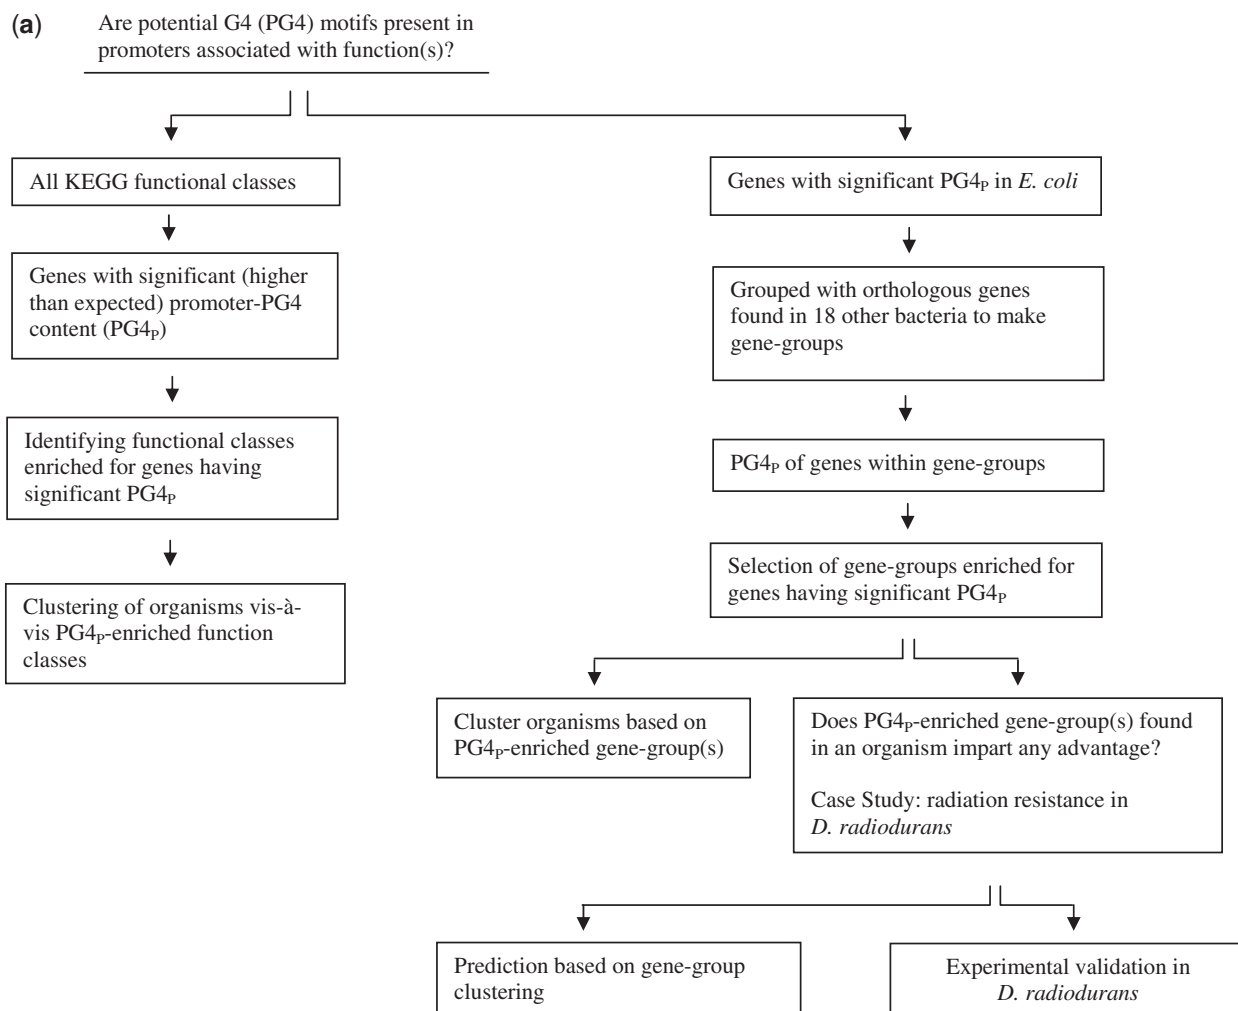 (a)
Are potential G4 (PG4) motifs present in
promoters associated with function(s)?
All KEGG functional classes
Genes with significant (higher
than expected) promoter-PG4
content (PG4P)
Identifying functional classes
enriched for genes having
significant PG4P
Clustering of organisms vis-à-
vis PG4P-enriched function
classes
Genes with significant PG4P in E. coli
Grouped with orthologous genes
found in 18 other bacteria to make
gene-groups
PG4P of genes within gene-groups
Selection of gene-groups enriched for
genes having significant PG4P
Cluster organisms based on
PG4P-enriched gene-group(s)
Does PG4P-enriched gene-group(s) found
in an organism impart any advantage?
Case Study: radiation resistance in
D. radiodurans
Prediction based on gene-group
clustering
Experimental validation in
D. radiodurans